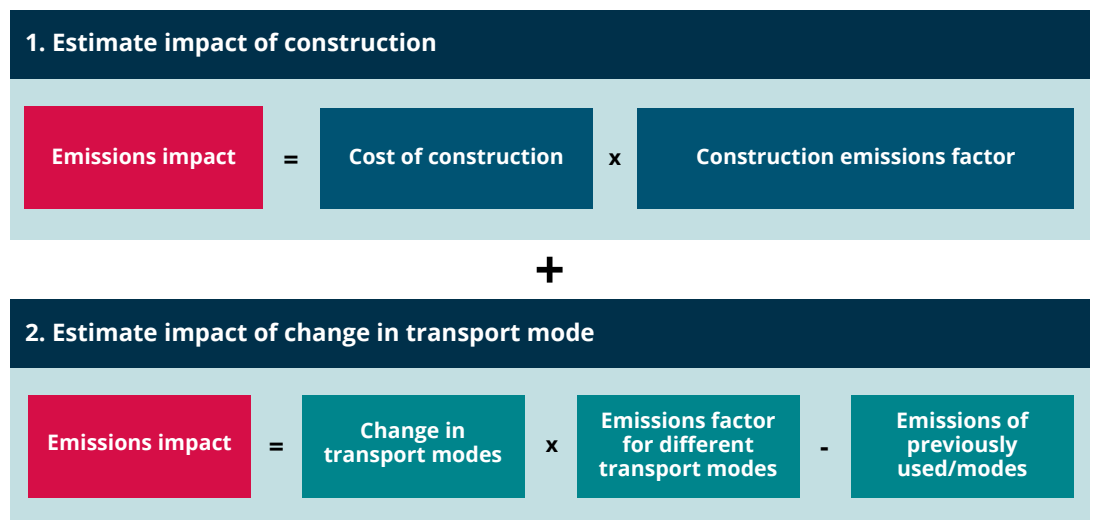 1. Estimate impact of construction
Emissions impact
=
Cost of construction
x
Construction emissions factor
+
2. Estimate impact of change in transport mode
Emissions impact
=
Change in
transport modes
x
Emissions factor
for different
transport modes
-
Emissions of
previously
used/modes